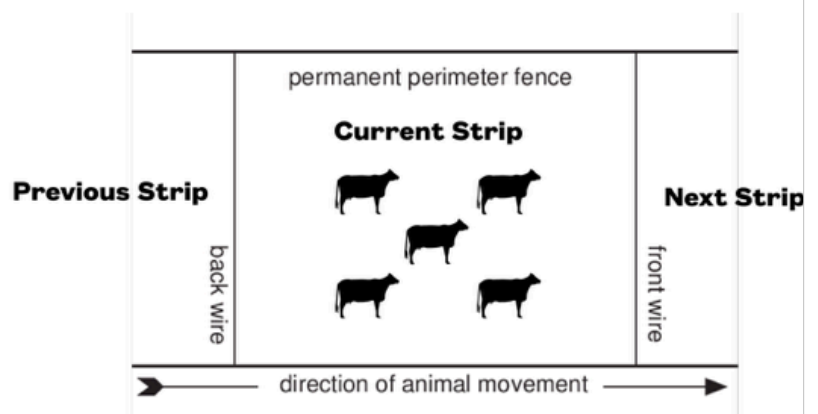 permanent perimeter fence
Current Strip
Previous Strip
Next Strip
back wire
front wire
direction of animal movement